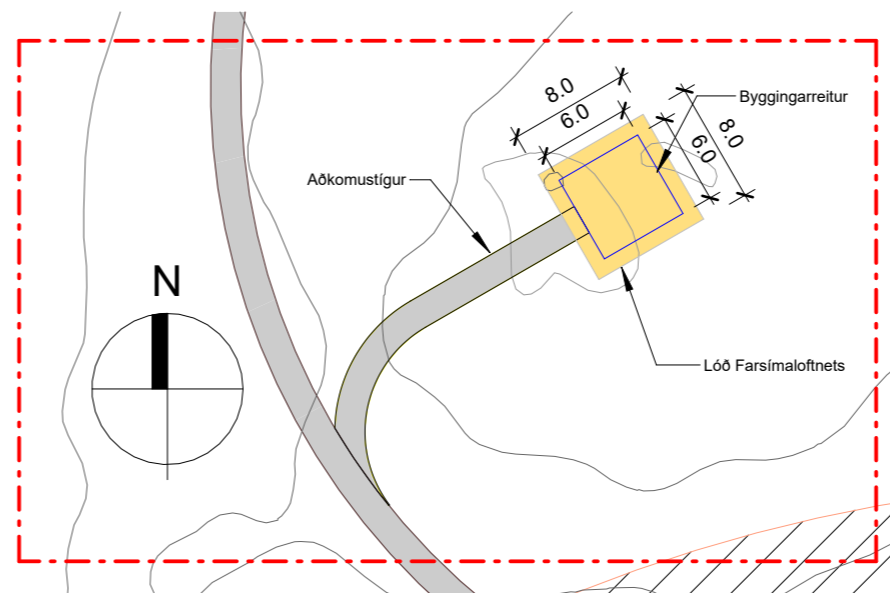 8.0
6.0
Byggingarreitur
8.0
6.0
Aðkomustígur
N
Lóð Farsímaloftnets